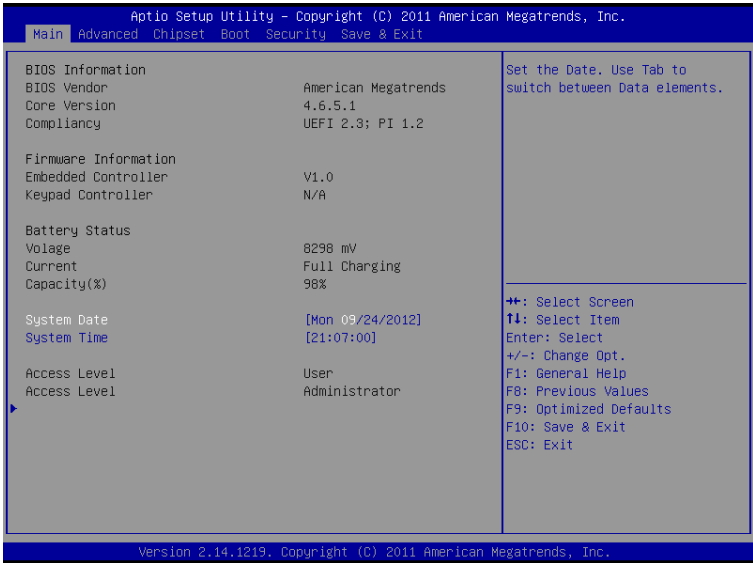 Aptio Setup Utility – Copyright (C) 2011 American Megatrends, Inc.
Main Advanced Chipset Boot Security Save & Exit
BIOS Information
BIOS Vendor American Megatrends
Core Version 4.6.5.1
Compliancy UEFI 2.3; PI 1.2
Firmware Information
Embedded Controller V1.0
Keypad Controller N/A
Battery Status
Volage 8298 mV
Current Full Charging
Capacity(%) 98%
System Date [Mon 09/24/2012]
System Time [21:07:00]
Access Level User
Access Level Administrator
Set the Date. Use Tab to
switch between Data elements.
→←: Select Screen
↑↓: Select Item
Enter: Select
+/-: Change Opt.
F1: General Help
F8: Previous Values
F9: Optimized Defaults
F10: Save & Exit
ESC: Exit
Version 2.14.1219. Copyright (C) 2011 American Megatrends, Inc.